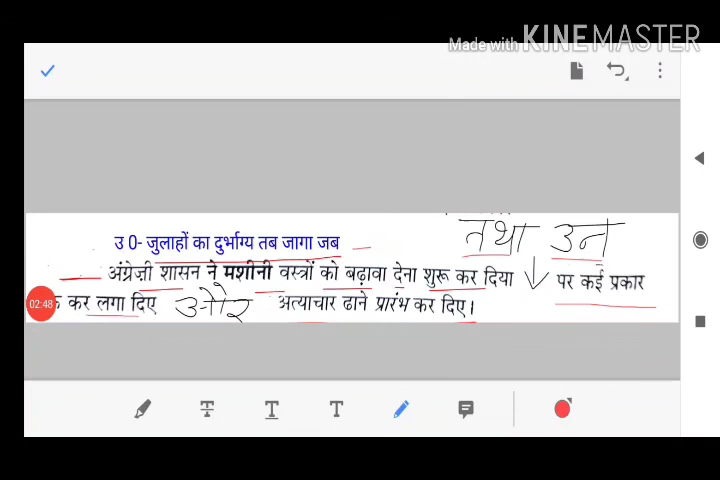 Made with KINEMASTER
तथा उन
उ 0- जुलाहों का दुर्भाग्य तब जागा जब
अंग्रेज़ी शासन ने मशीनी वस्त्रों को बढ़ावा देना शुरू कर दिया पर कई प्रकार
कर लगा दिए और अत्याचार ढाने प्रारंभ कर दिए।
02:48